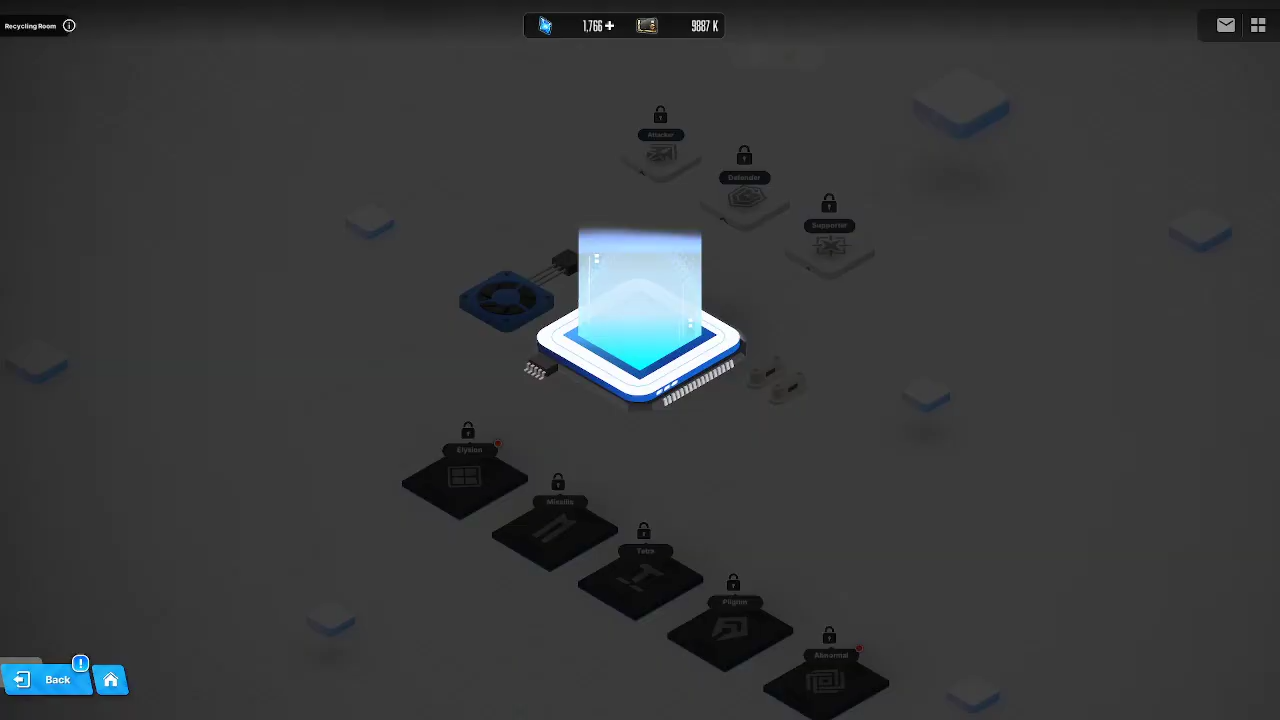 Recycling Room
1,766
9887 K
Attacker
Defender
Supporter
Elysion
Missilis
Tetra
Pilgrim
Abnormal
Back